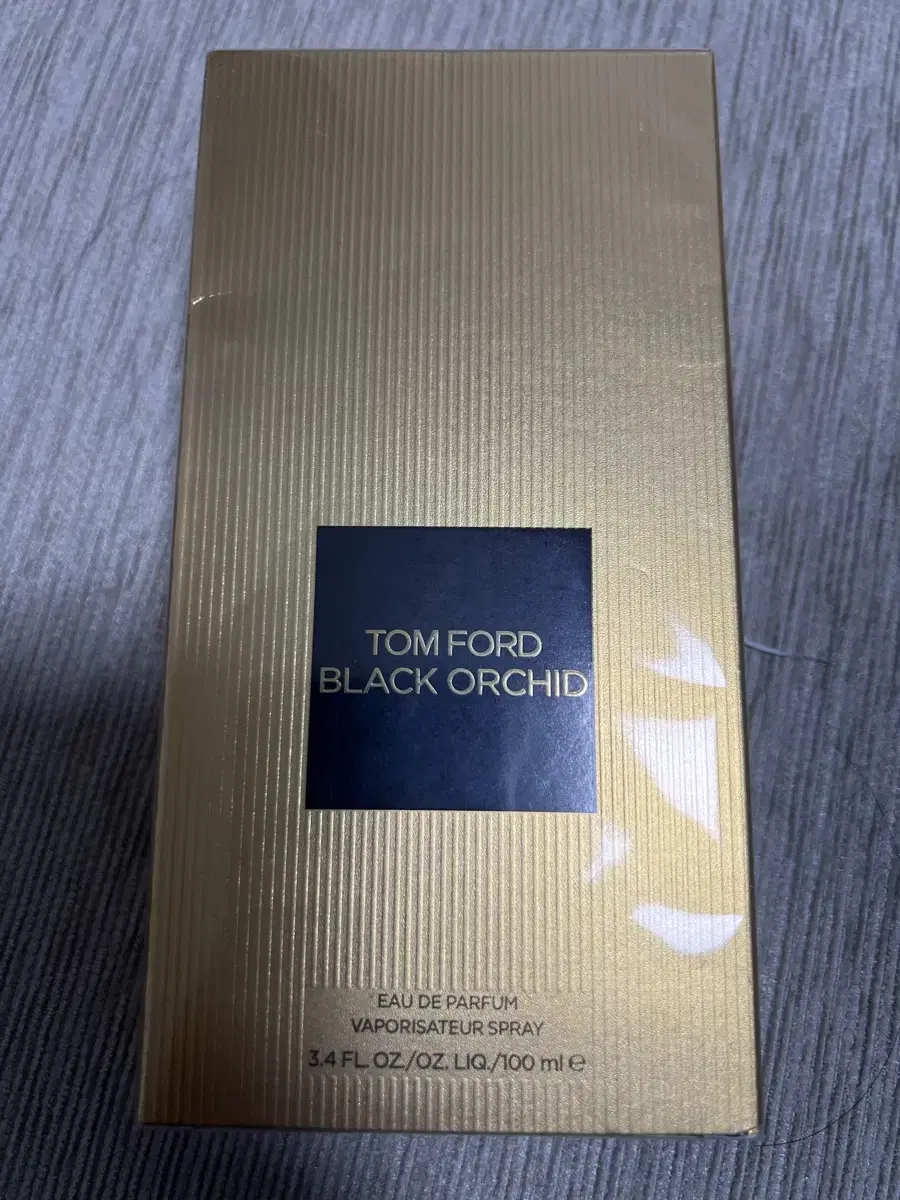 TOM FORD
BLACK ORCHID
EAU DE PARFUM
VAPORISATEUR SPRAY
3.4 FL. OZ./OZ. LIQ./100 ml ℮